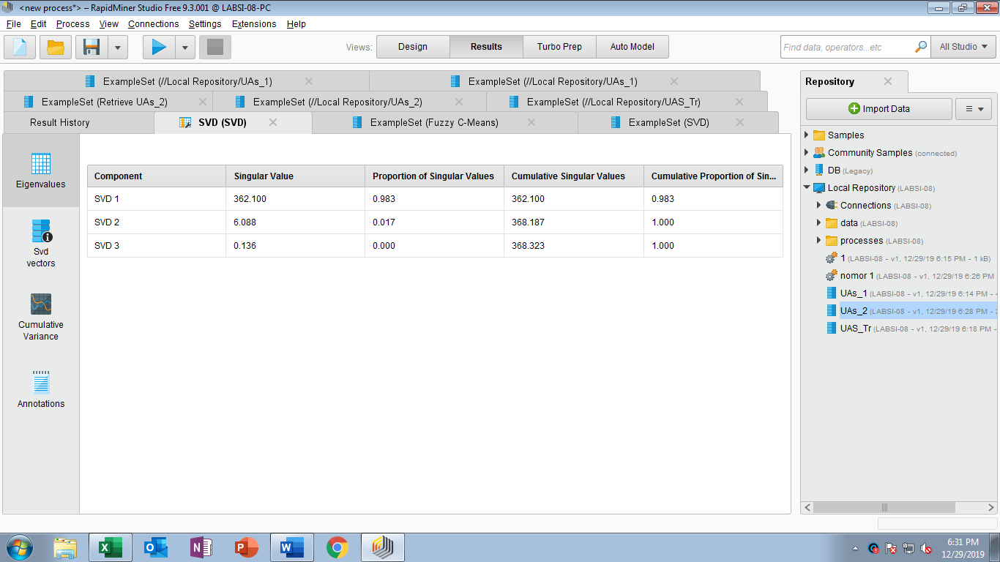 <new process*> – RapidMiner Studio Free 9.3.001 @ LABSI-08-PC
File Edit Process View Connections Settings Extensions Help
Views: Design Results Turbo Prep Auto Model Find data, operators...etc All Studio
ExampleSet (///Local Repository/UAs_1) ExampleSet (///Local Repository/UAs_1)
ExampleSet (Retrieve UAs_2) ExampleSet (///Local Repository/UAs_2) ExampleSet (///Local Repository/UAS_Tr)
Result History SVD (SVD) ExampleSet (Fuzzy C-Means) ExampleSet (SVD)
Eigenvalues
Svd
vectors
Cumulative
Variance
Annotations
Component Singular Value Proportion of Singular Values Cumulative Singular Values Cumulative Proportion of Sin...
SVD 1 362.100 0.983 362.100 0.983
SVD 2 6.088 0.017 368.187 1.000
SVD 3 0.136 0.000 368.323 1.000
Repository
Import Data
Samples
Community Samples (connected)
DB (Legacy)
Local Repository (LABSI-08)
Connections (LABSI-08)
data (LABSI-08)
processes (LABSI-08)
1 (LABSI-08 – v1, 12/29/19 6:15 PM – 1 kB)
nomor 1 (LABSI-08 – v1, 12/29/19 6:26 PM
UAs_1 (LABSI-08 – v1, 12/29/19 6:14 PM –
UAs_2 (LABSI-08 – v1, 12/29/19 6:28 PM –
UAS_Tr (LABSI-08 – v1, 12/29/19 6:18 PM –
6:31 PM
12/29/2019